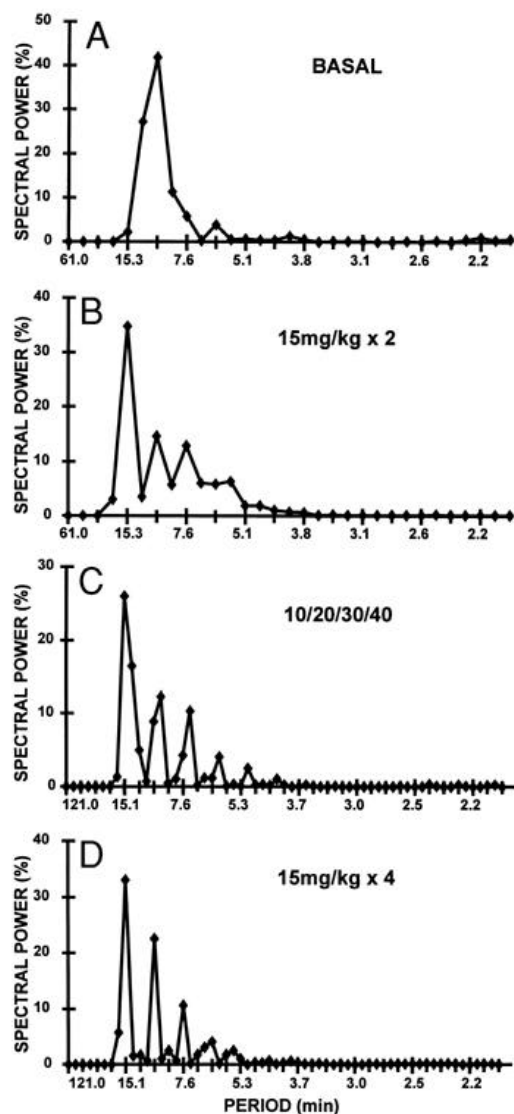 A
BASAL
SPECTRAL POWER (%)
50
40
30
20
10
0
61.0 15.3 7.6 5.1 3.8 3.1 2.6 2.2
B
15mg/kg x 2
SPECTRAL POWER (%)
40
30
20
10
0
61.0 15.3 7.6 5.1 3.8 3.1 2.6 2.2
C
10/20/30/40
SPECTRAL POWER (%)
30
20
10
0
121.0 15.1 7.6 5.3 3.7 3.0 2.5 2.2
D
15mg/kg x 4
SPECTRAL POWER (%)
40
30
20
10
0
121.0 15.1 7.6 5.3 3.7 3.0 2.5 2.2
PERIOD (min)